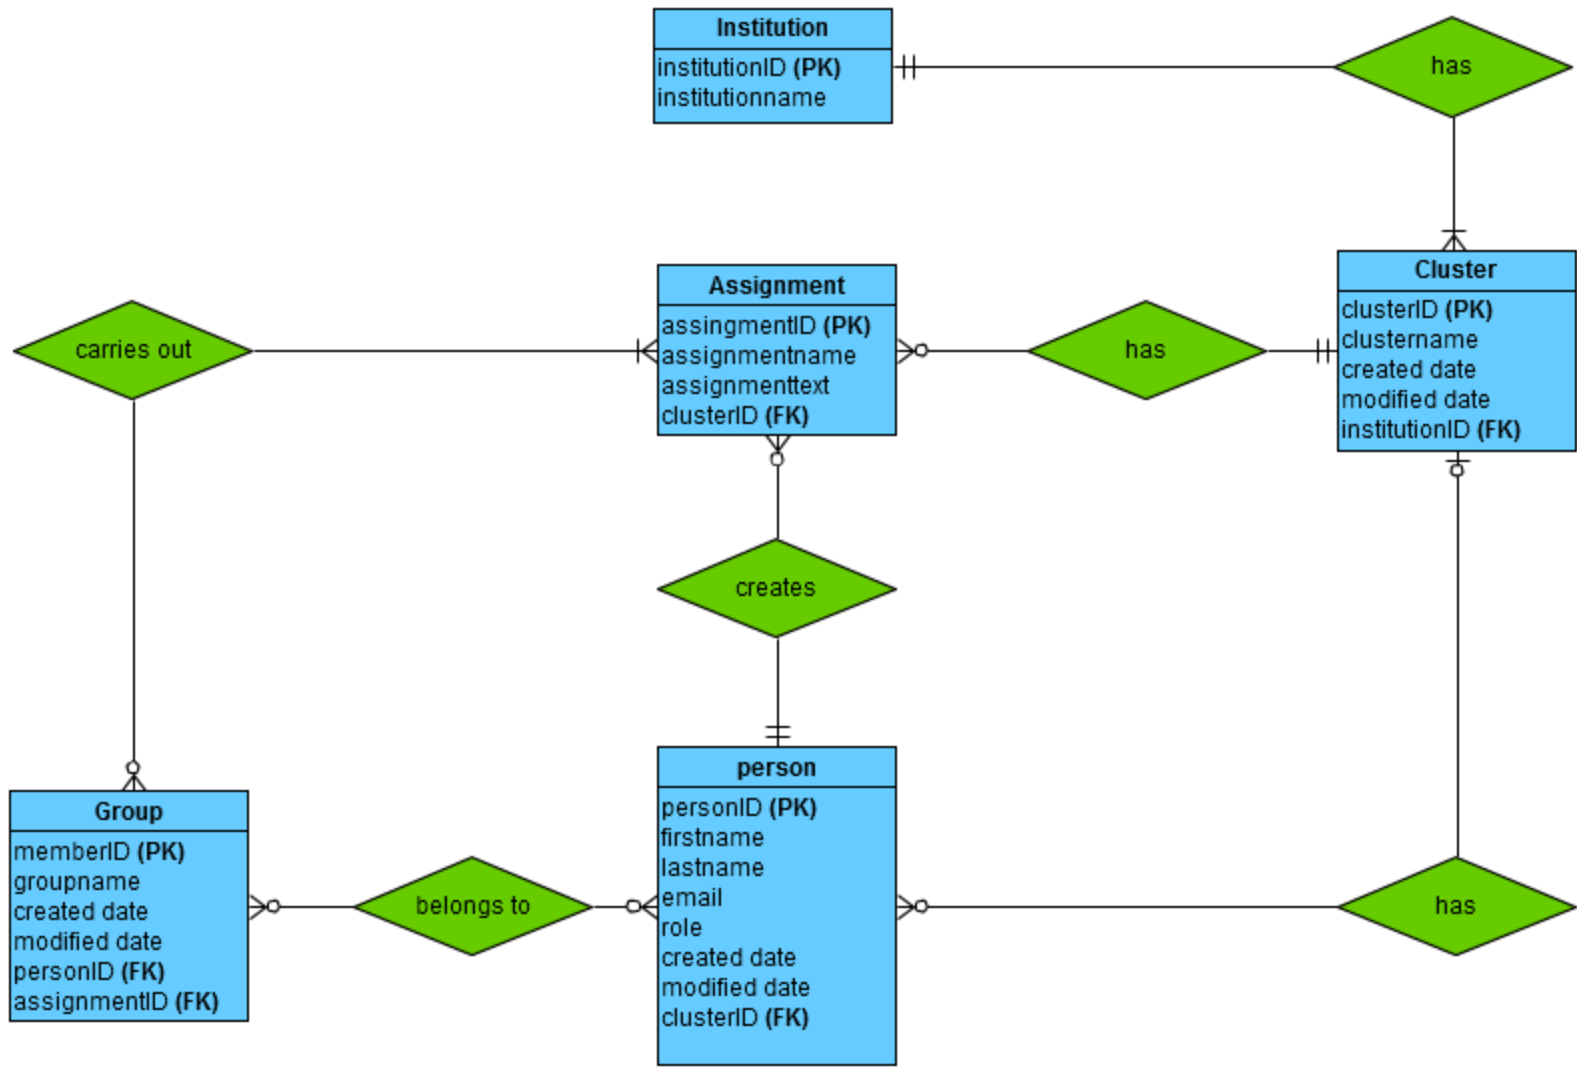 Institution
institutionID (PK)
institutionname
has
Cluster
clusterID (PK)
clustername
created date
modified date
institutionID (FK)
Assignment
assingmentID (PK)
assignmentname
assignmenttext
clusterID (FK)
has
carries out
creates
person
personID (PK)
firstname
lastname
email
role
created date
modified date
clusterID (FK)
Group
memberID (PK)
groupname
created date
modified date
personID (FK)
assignmentID (FK)
belongs to
has